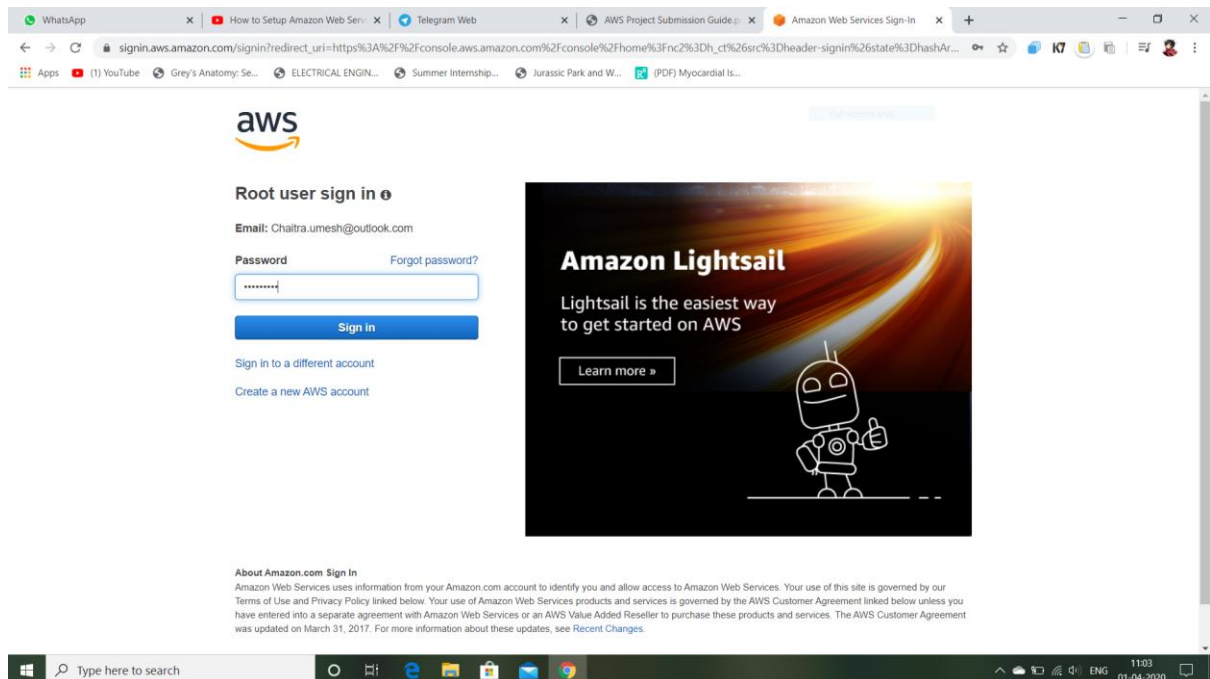 WhatsApp
How to Setup Amazon Web Serv
Telegram Web
AWS Project Submission Guide.p
Amazon Web Services Sign-In
signin.aws.amazon.com/signin?redirect_uri=https%3A%2F%2Fconsole.aws.amazon.com%2Fconsole%2Fhome%3Fnc2%3Dh_ct%26src%3Dheader-signin%26state%3DhashAr...
K7
Apps
(1) YouTube
Grey's Anatomy: Se...
ELECTRICAL ENGIN...
Summer Internship...
Jurassic Park and W...
(PDF) Myocardial Is...
aws
Root user sign in
Email: Chaitra.umesh@outlook.com
Password
Forgot password?
Sign in
Sign in to a different account
Create a new AWS account
Amazon Lightsail
Lightsail is the easiest way
to get started on AWS
Learn more »
About Amazon.com Sign In
Amazon Web Services uses information from your Amazon.com account to identify you and allow access to Amazon Web Services. Your use of this site is governed by our
Terms of Use and Privacy Policy linked below. Your use of Amazon Web Services products and services is governed by the AWS Customer Agreement linked below unless you
have entered into a separate agreement with Amazon Web Services or an AWS Value Added Reseller to purchase these products and services. The AWS Customer Agreement
was updated on March 31, 2017. For more information about these updates, see Recent Changes.
Type here to search
ENG
11:03
01-04-2020